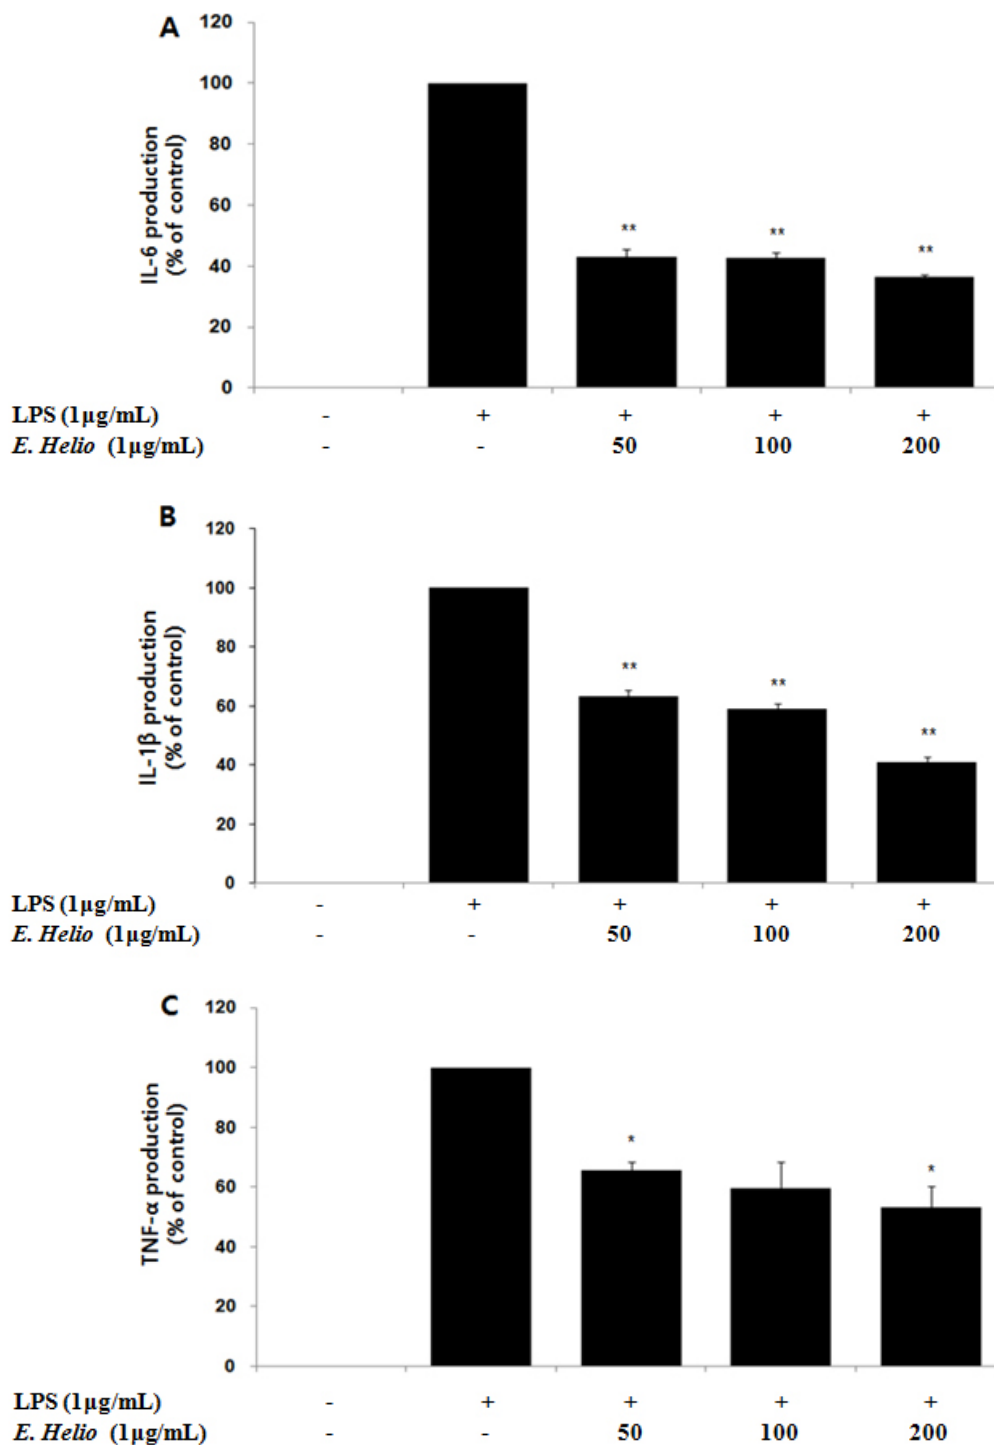 A
120
100
80
60
40
20
0
IL-6 production
(% of control)
** ** **
LPS (1µg/mL) - + + + +
E. Helio (1µg/mL) - - 50 100 200
B
120
100
80
60
40
20
0
IL-1β production
(% of control)
** ** **
LPS (1µg/mL) - + + + +
E. Helio (1µg/mL) - - 50 100 200
C
120
100
80
60
40
20
0
TNF-α production
(% of control)
* *
LPS (1µg/mL) - + + + +
E. Helio (1µg/mL) - - 50 100 200